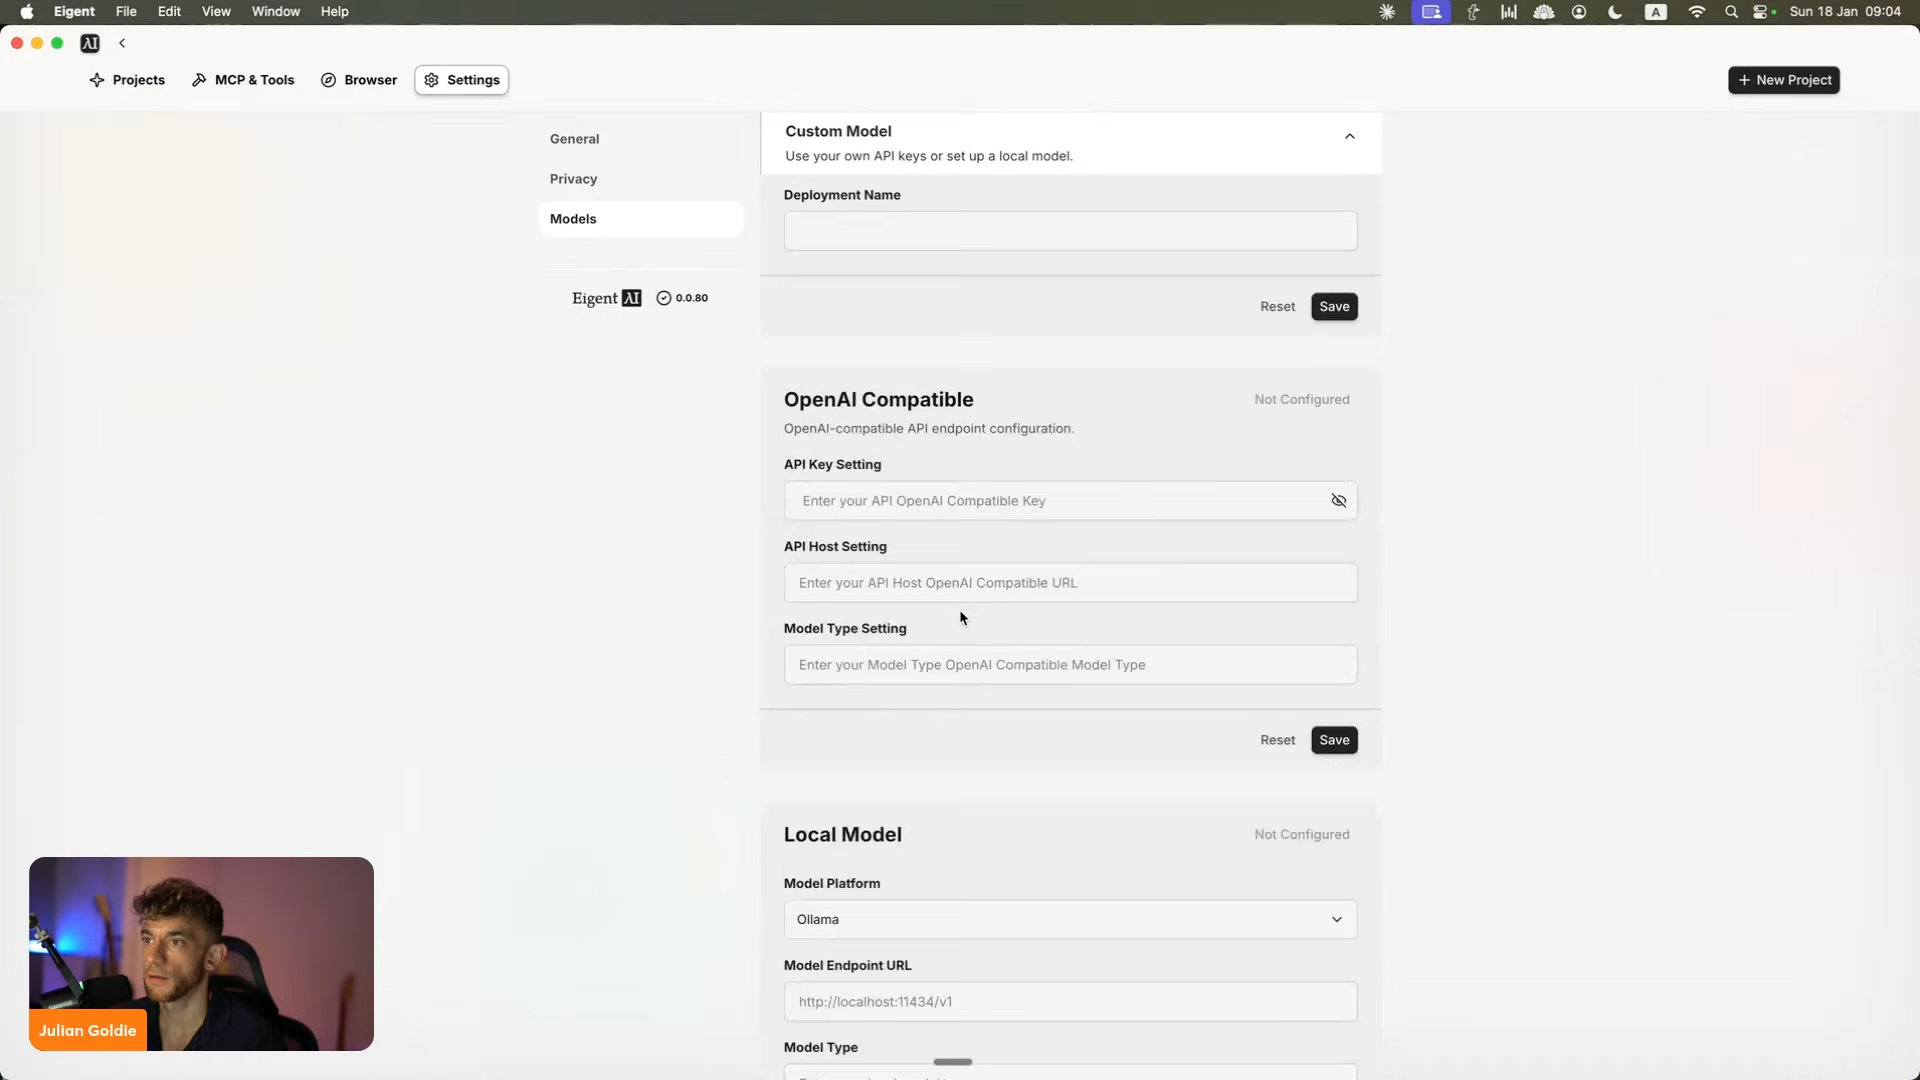 Eigent File Edit View Window Help
A
Sun 18 Jan 09:04
Projects
MCP & Tools
Browser
Settings
+ New Project
General
Privacy
Models
Eigent
0.0.80
Custom Model
Use your own API keys or set up a local model.
Deployment Name
Reset
Save
OpenAI Compatible
Not Configured
OpenAI-compatible API endpoint configuration.
API Key Setting
Enter your API OpenAI Compatible Key
API Host Setting
Enter your API Host OpenAI Compatible URL
Model Type Setting
Enter your Model Type OpenAI Compatible Model Type
Reset
Save
Local Model
Not Configured
Model Platform
Ollama
Model Endpoint URL
http://localhost:11434/v1
Model Type
Julian Goldie